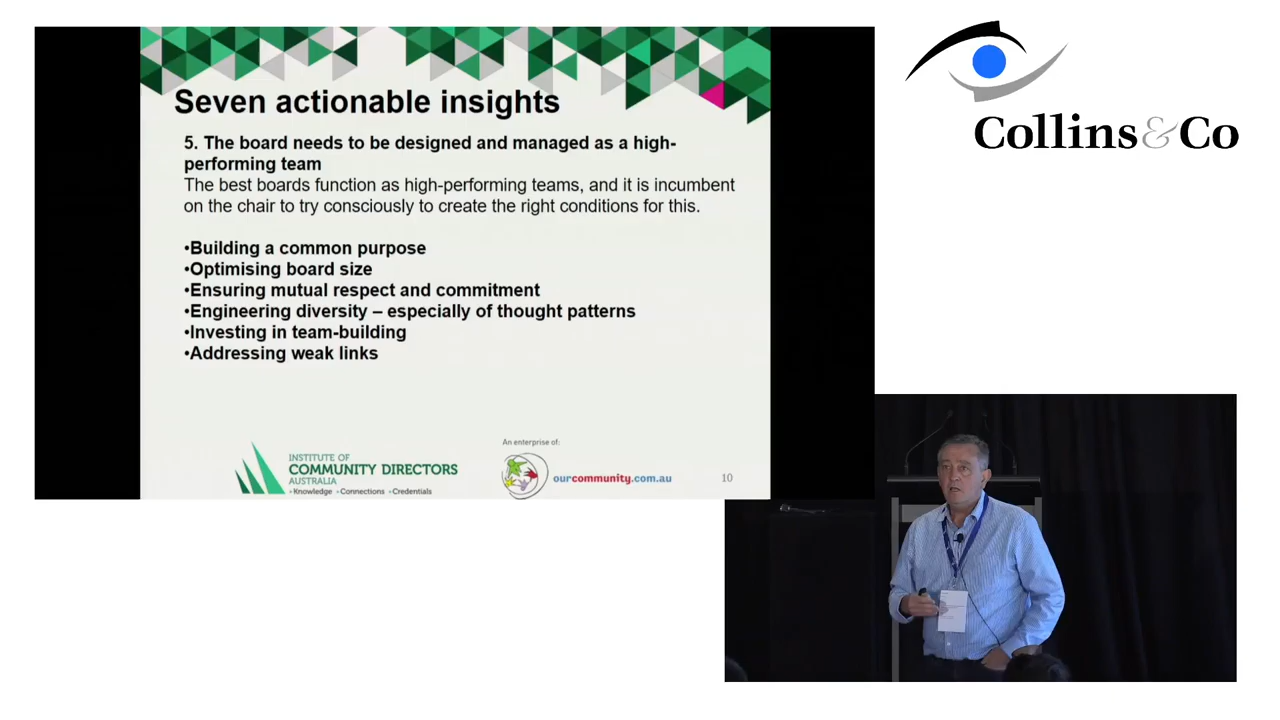 Seven actionable insights
5. The board needs to be designed and managed as a high-
performing team
The best boards function as high-performing teams, and it is incumbent
on the chair to try consciously to create the right conditions for this.
•Building a common purpose
•Optimising board size
•Ensuring mutual respect and commitment
•Engineering diversity – especially of thought patterns
•Investing in team-building
•Addressing weak links
INSTITUTE OF
COMMUNITY DIRECTORS
AUSTRALIA
•Knowledge •Connections •Credentials
An enterprise of:
ourcommunity.com.au
10
Collins&Co